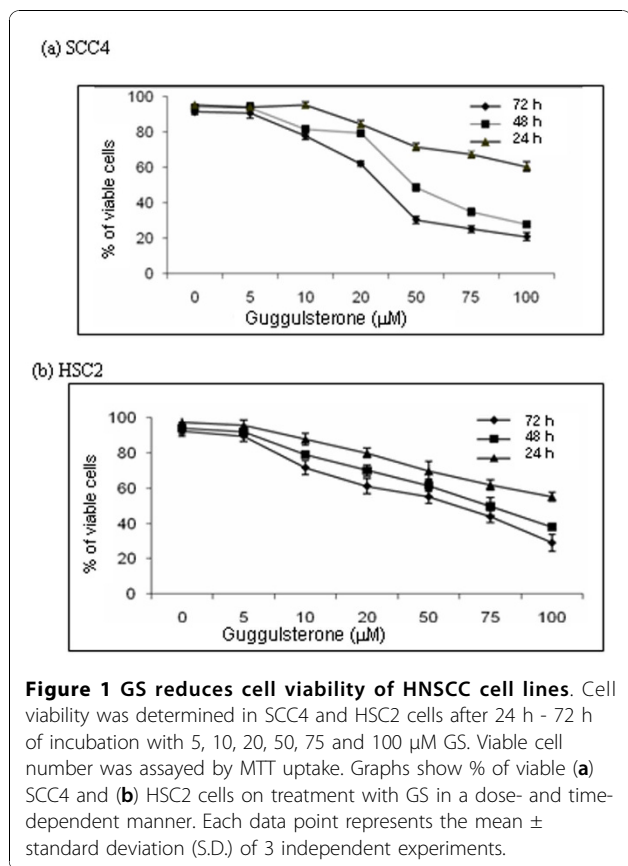 (a) SCC4
% of viable cells
100
80
60
40
20
0
72 h
48 h
24 h
0 5 10 20 50 75 100
Guggulsterone (μM)
(b) HSC2
% of viable cells
100
80
60
40
20
0
72 h
48 h
24 h
0 5 10 20 50 75 100
Guggulsterone (μM)
Figure 1 GS reduces cell viability of HNSCC cell lines. Cell
viability was determined in SCC4 and HSC2 cells after 24 h - 72 h
of incubation with 5, 10, 20, 50, 75 and 100 μM GS. Viable cell
number was assayed by MTT uptake. Graphs show % of viable (a)
SCC4 and (b) HSC2 cells on treatment with GS in a dose- and time-
dependent manner. Each data point represents the mean ±
standard deviation (S.D.) of 3 independent experiments.